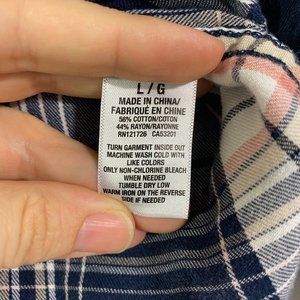 L / G
MADE IN CHINA/
FABRIQUÉ EN CHINE
56% COTTON/COTON
44% RAYON/RAYONNE
RN121726 CA53201
TURN GARMENT INSIDE OUT
MACHINE WASH COLD WITH
LIKE COLORS
ONLY NON-CHLORINE BLEACH
WHEN NEEDED
TUMBLE DRY LOW
WARM IRON ON THE REVERSE
SIDE IF NEEDED